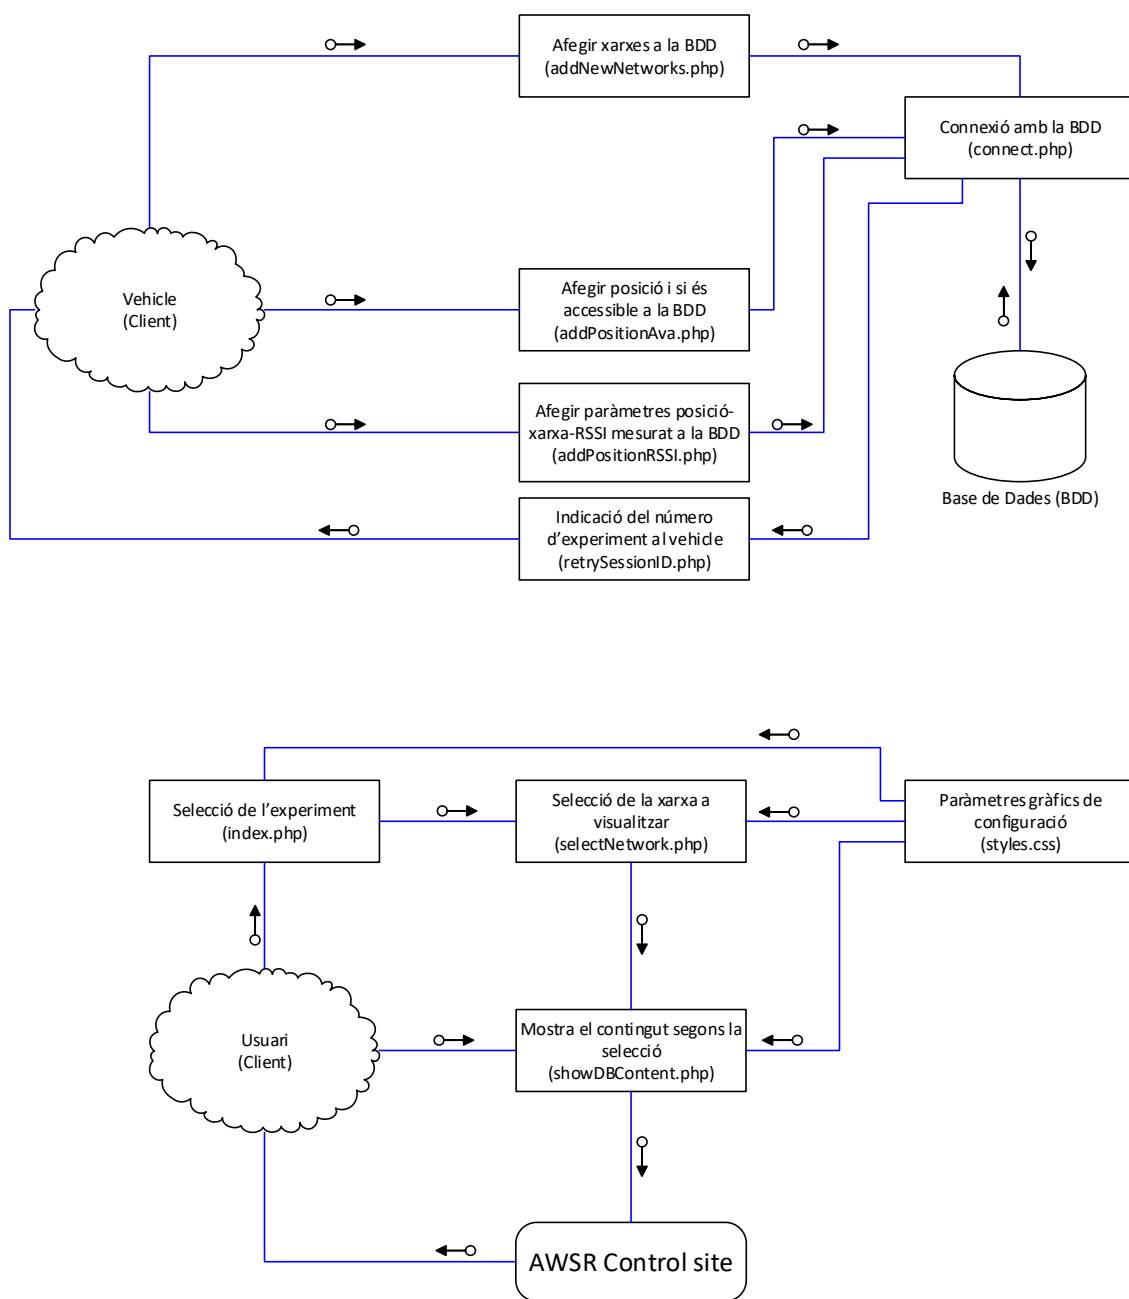 Afegir xarxes a la BDD
(addNewNetworks.php)
Connexió amb la BDD
(connect.php)
Vehicle
(Client)
Afegir posició i si és
accessible a la BDD
(addPositionAva.php)
Afegir paràmetres posició-
xarxa-RSSI mesurat a la BDD
(addPositionRSSI.php)
Base de Dades (BDD)
Indicació del número
d’experiment al vehicle
(retrySessionID.php)
Selecció de l’experiment
(index.php)
Selecció de la xarxa a
visualitzar
(selectNetwork.php)
Paràmetres gràfics de
configuració
(styles.css)
Usuari
(Client)
Mostra el contingut segons la
selecció
(showDBContent.php)
AWSR Control site